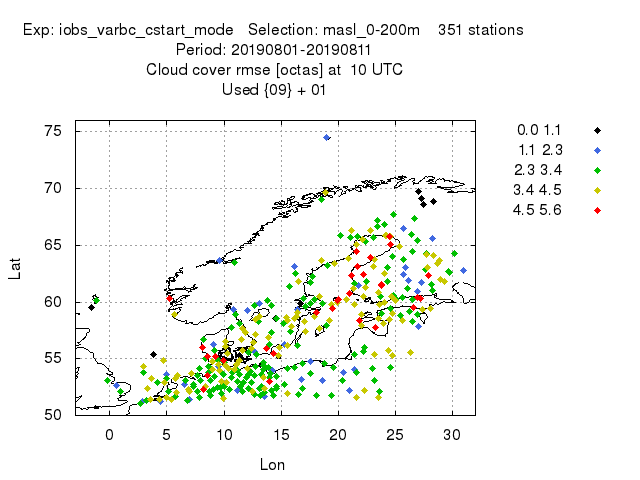 Exp: iobs_varbc_cstart_mode   Selection: masl_0-200m    351 stations
Period: 20190801-20190811
Cloud cover rmse [octas] at  10 UTC
Used {09} + 01
0.0 1.1
1.1  2.3
2.3 3.4
3.4 4.5
4.5 5.6
75
70
65
60
55
50
Lat
0 5 10 15 20 25 30
Lon